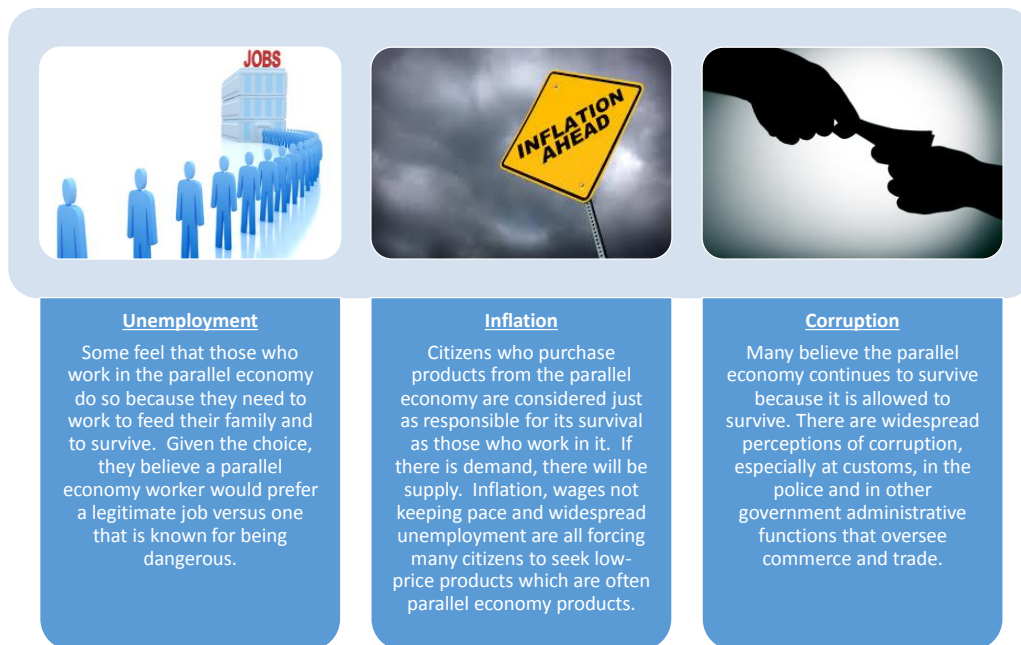 JOBS
INFLATION
AHEAD
Unemployment
Some feel that those who
work in the parallel economy
do so because they need to
work to feed their family and
to survive.  Given the choice,
they believe a parallel
economy worker would prefer
a legitimate job versus one
that is known for being
dangerous.
Inflation
Citizens who purchase
products from the parallel
economy are considered just
as responsible for its survival
as those who work in it.  If
there is demand, there will be
supply.  Inflation, wages not
keeping pace and widespread
unemployment are all forcing
many citizens to seek low-
price products which are often
parallel economy products.
Corruption
Many believe the parallel
economy continues to survive
because it is allowed to
survive. There are widespread
perceptions of corruption,
especially at customs, in the
police and in other
government administrative
functions that oversee
commerce and trade.